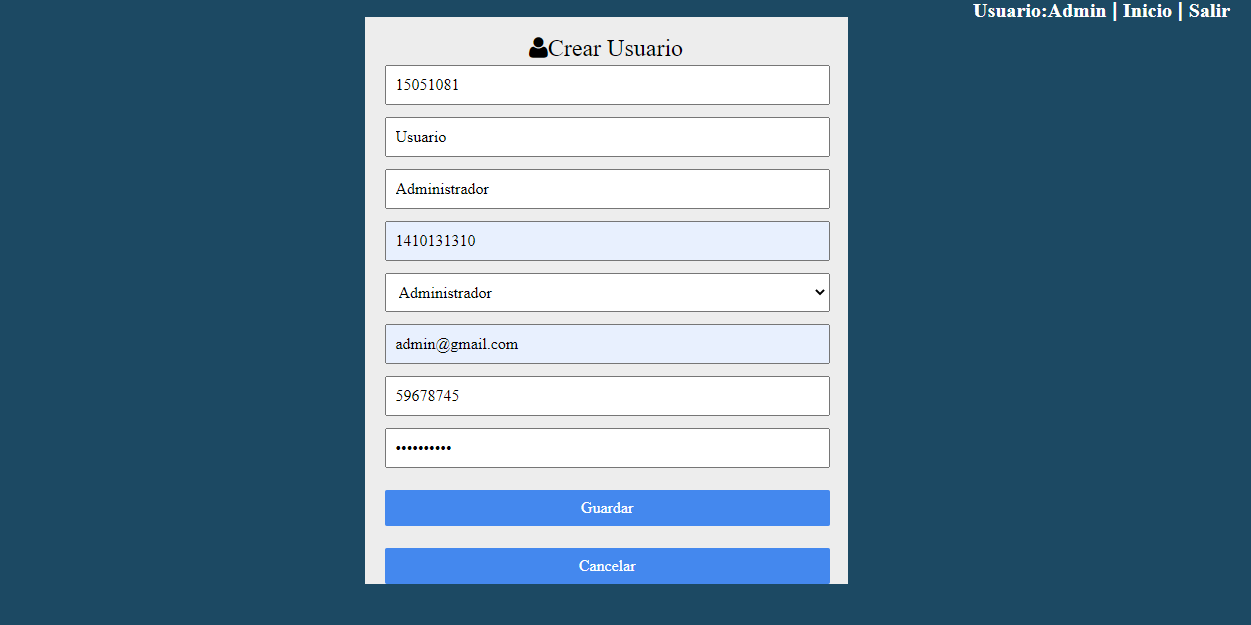 Usuario:Admin | Inicio | Salir
Crear Usuario
15051081
Usuario
Administrador
1410131310
Administrador
admin@gmail.com
59678745
••••••••••
Guardar
Cancelar